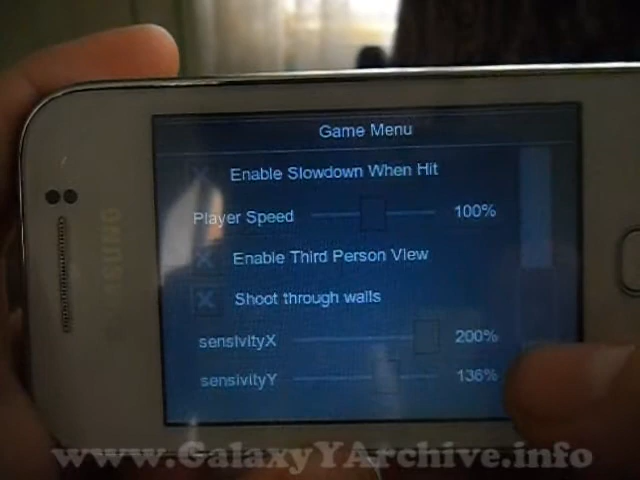 Game Menu
Enable Slowdown When Hit
Player Speed 100%
Enable Third Person View
Shoot through walls
sensivityX 200%
sensivityY 136%
SAMSUNG
www.GalaxyYArchive.info